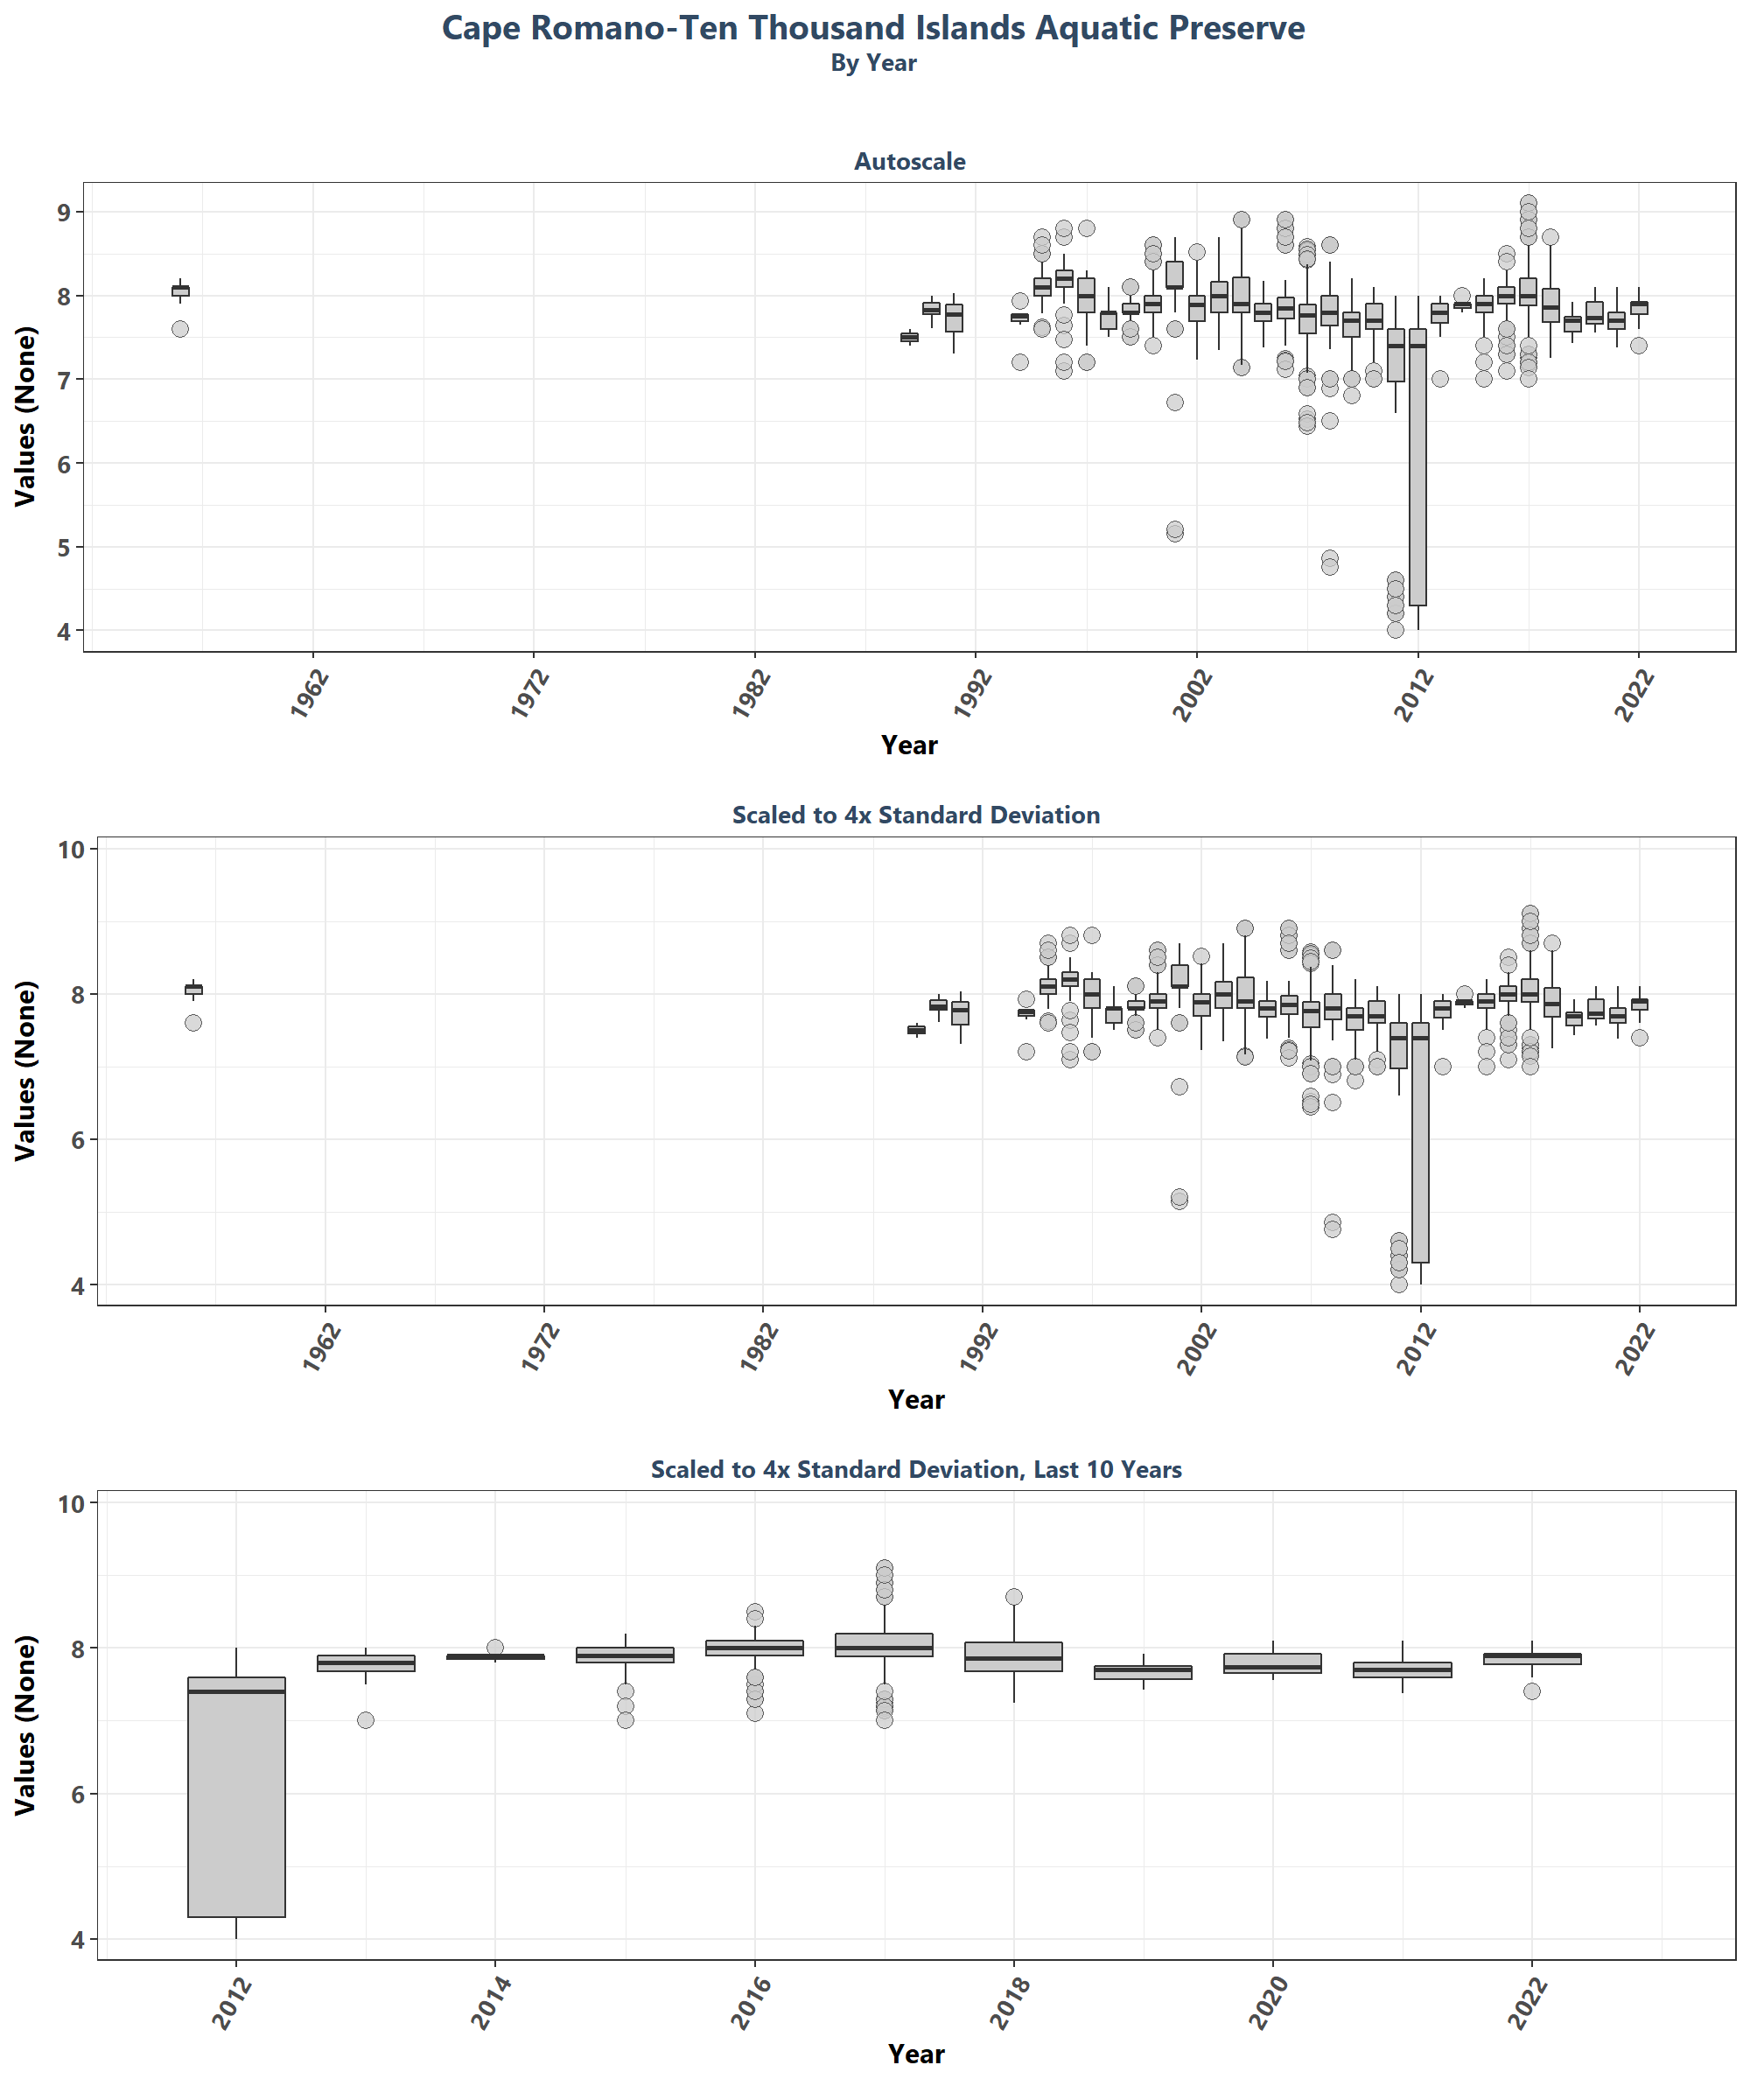 Cape Romano-Ten Thousand Islands Aquatic Preserve
By Year
Autoscale
Values (None)
9
8
7
6
5
4
1962 1972 1982 1992 2002 2012 2022
Year
Scaled to 4x Standard Deviation
Values (None)
10
8
6
4
1962 1972 1982 1992 2002 2012 2022
Year
Scaled to 4x Standard Deviation, Last 10 Years
Values (None)
10
8
6
4
2012 2014 2016 2018 2020 2022
Year